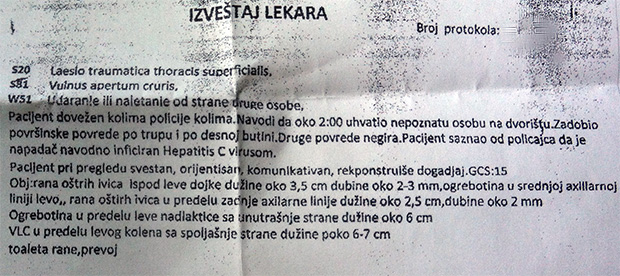 IZVEŠTAJ LEKARA
Broj protokola:
S20 Laesio traumatica thoracis superficialis,
S81 Vulnus apertum cruris,
W51 Udaranje ili naletanje od strane druge osobe,
Pacijent dovežen kolima policije kolima.Navodi da oko 2:00 uhvatio nepoznatu osobu na dvorištu.Zadobio
površinske povrede po trupu i po desnoj butini.Druge povrede negira.Pacijent saznao od policajca da je
napadač navodno inficiran Hepatitis C virusom.
Pacijent pri pregledu svestan, orijentisan, komunikativan, rekponstruiše dogadjaj.GCS:15
Obj:rana oštrih ivica Ispod leve dojke dužine oko 3,5 cm dubine oko 2-3 mm,ogrebotina u srednjoj axillarnoj
liniji levo,, rana oštrih ivica u predelu zadnje axilarne linije dužine oko 2,5 cm,dubine oko 2 mm
Ogrebotina u predelu leve nadlaktice sa unutrašnje strane dužine oko 6 cm
VLC u predelu levog kolena sa spoljašnje strane dužine poko 6-7 cm
toaleta rane,prevoj